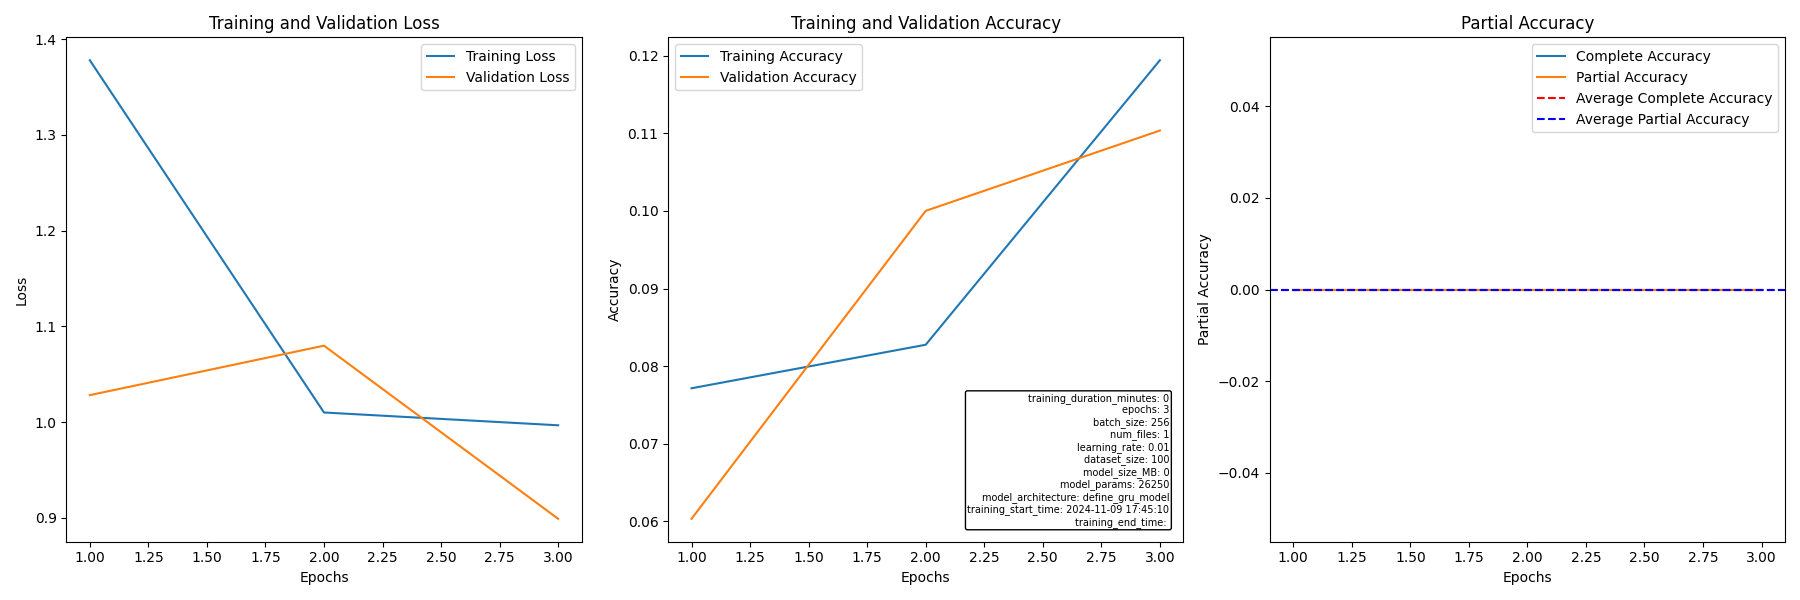 Training and Validation Loss
1.4
1.3
1.2
1.1
1.0
0.9
Loss
Training Loss
Validation Loss
1.00 1.25 1.50 1.75 2.00 2.25 2.50 2.75 3.00
Epochs
Training and Validation Accuracy
0.12
0.11
0.10
0.09
0.08
0.07
0.06
Accuracy
Training Accuracy
Validation Accuracy
training_duration_minutes: 0
epochs: 3
batch_size: 256
num_files: 1
learning_rate: 0.01
dataset_size: 100
model_size_MB: 0
model_params: 26250
model_architecture: define_gru_model
training_start_time: 2024-11-09 17:45:10
training_end_time:
1.00 1.25 1.50 1.75 2.00 2.25 2.50 2.75 3.00
Epochs
Partial Accuracy
0.04
0.02
0.00
−0.02
−0.04
Partial Accuracy
Complete Accuracy
Partial Accuracy
Average Complete Accuracy
Average Partial Accuracy
1.00 1.25 1.50 1.75 2.00 2.25 2.50 2.75 3.00
Epochs